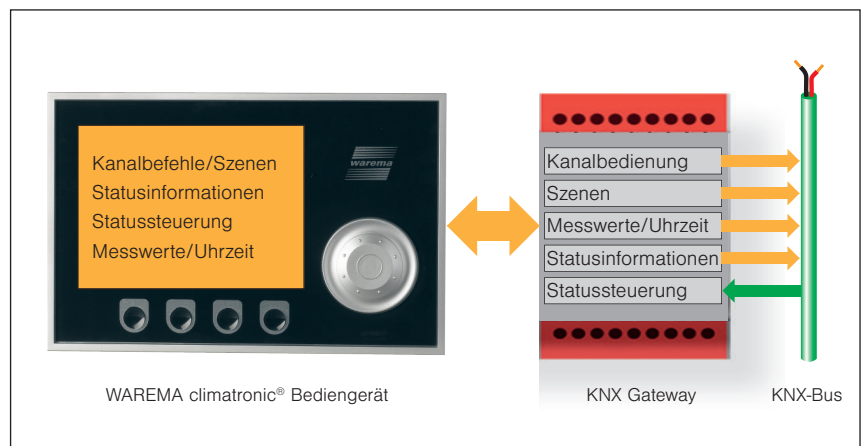 Kanalbefehle/Szenen
Statusinformationen
Statussteuerung
Messwerte/Uhrzeit
warema
Kanalbedienung
Szenen
Messwerte/Uhrzeit
Statusinformationen
Statussteuerung
WAREMA climatronic® Bediengerät
KNX Gateway
KNX-Bus